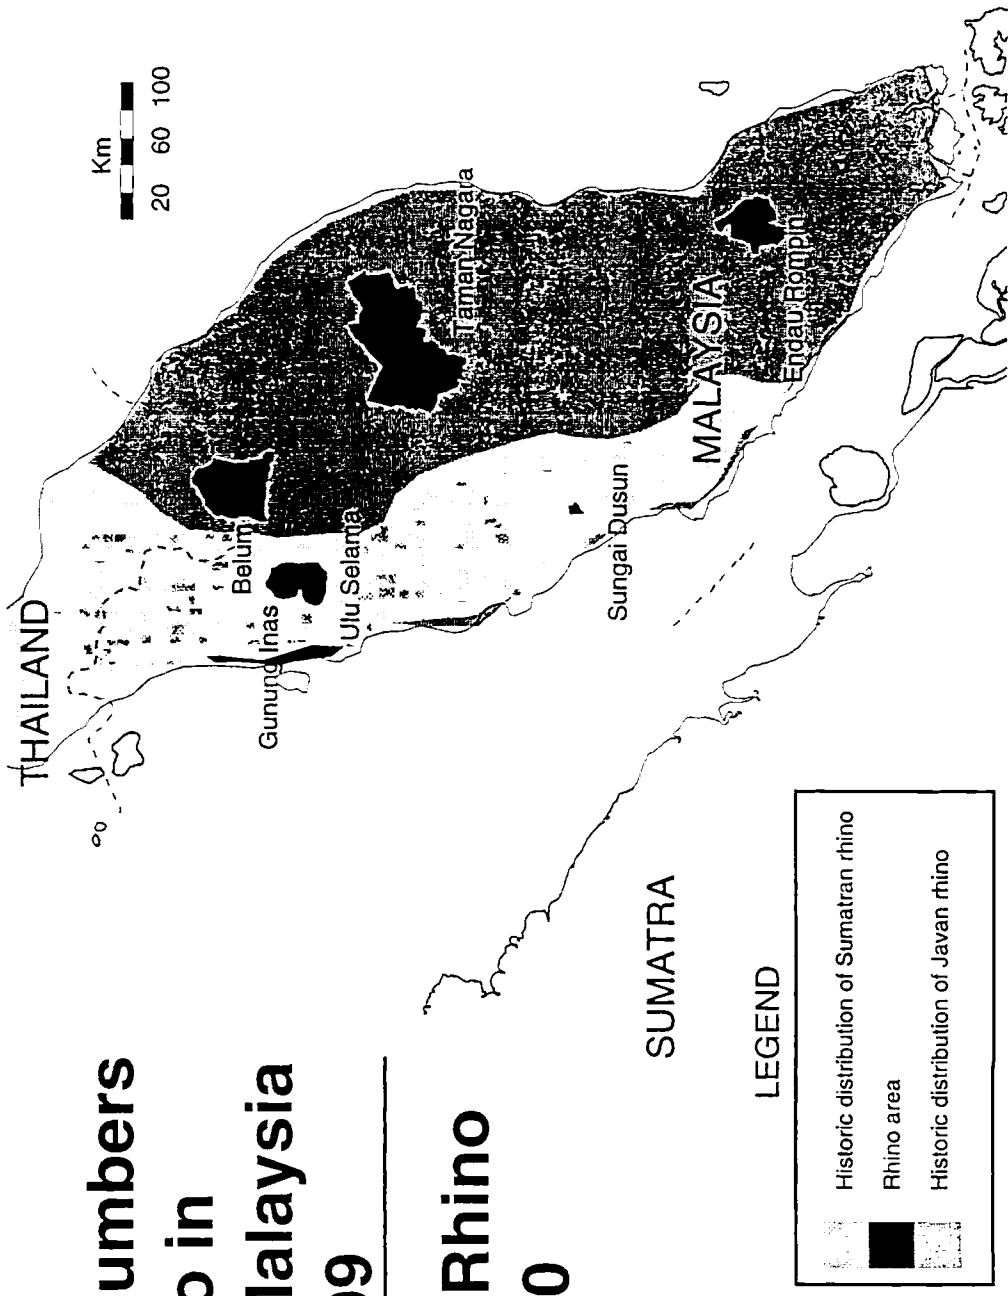 umbers
o in
lalaysia
99
Rhino
0
THAILAND
Km
20 60 100
Belum
Gunung Inas
Ulu Selama
Taman Nagara
Sungai Dusun
MALAYSIA
Endau Rompin
SUMATRA
LEGEND
Historic distribution of Sumatran rhino
Rhino area
Historic distribution of Javan rhino